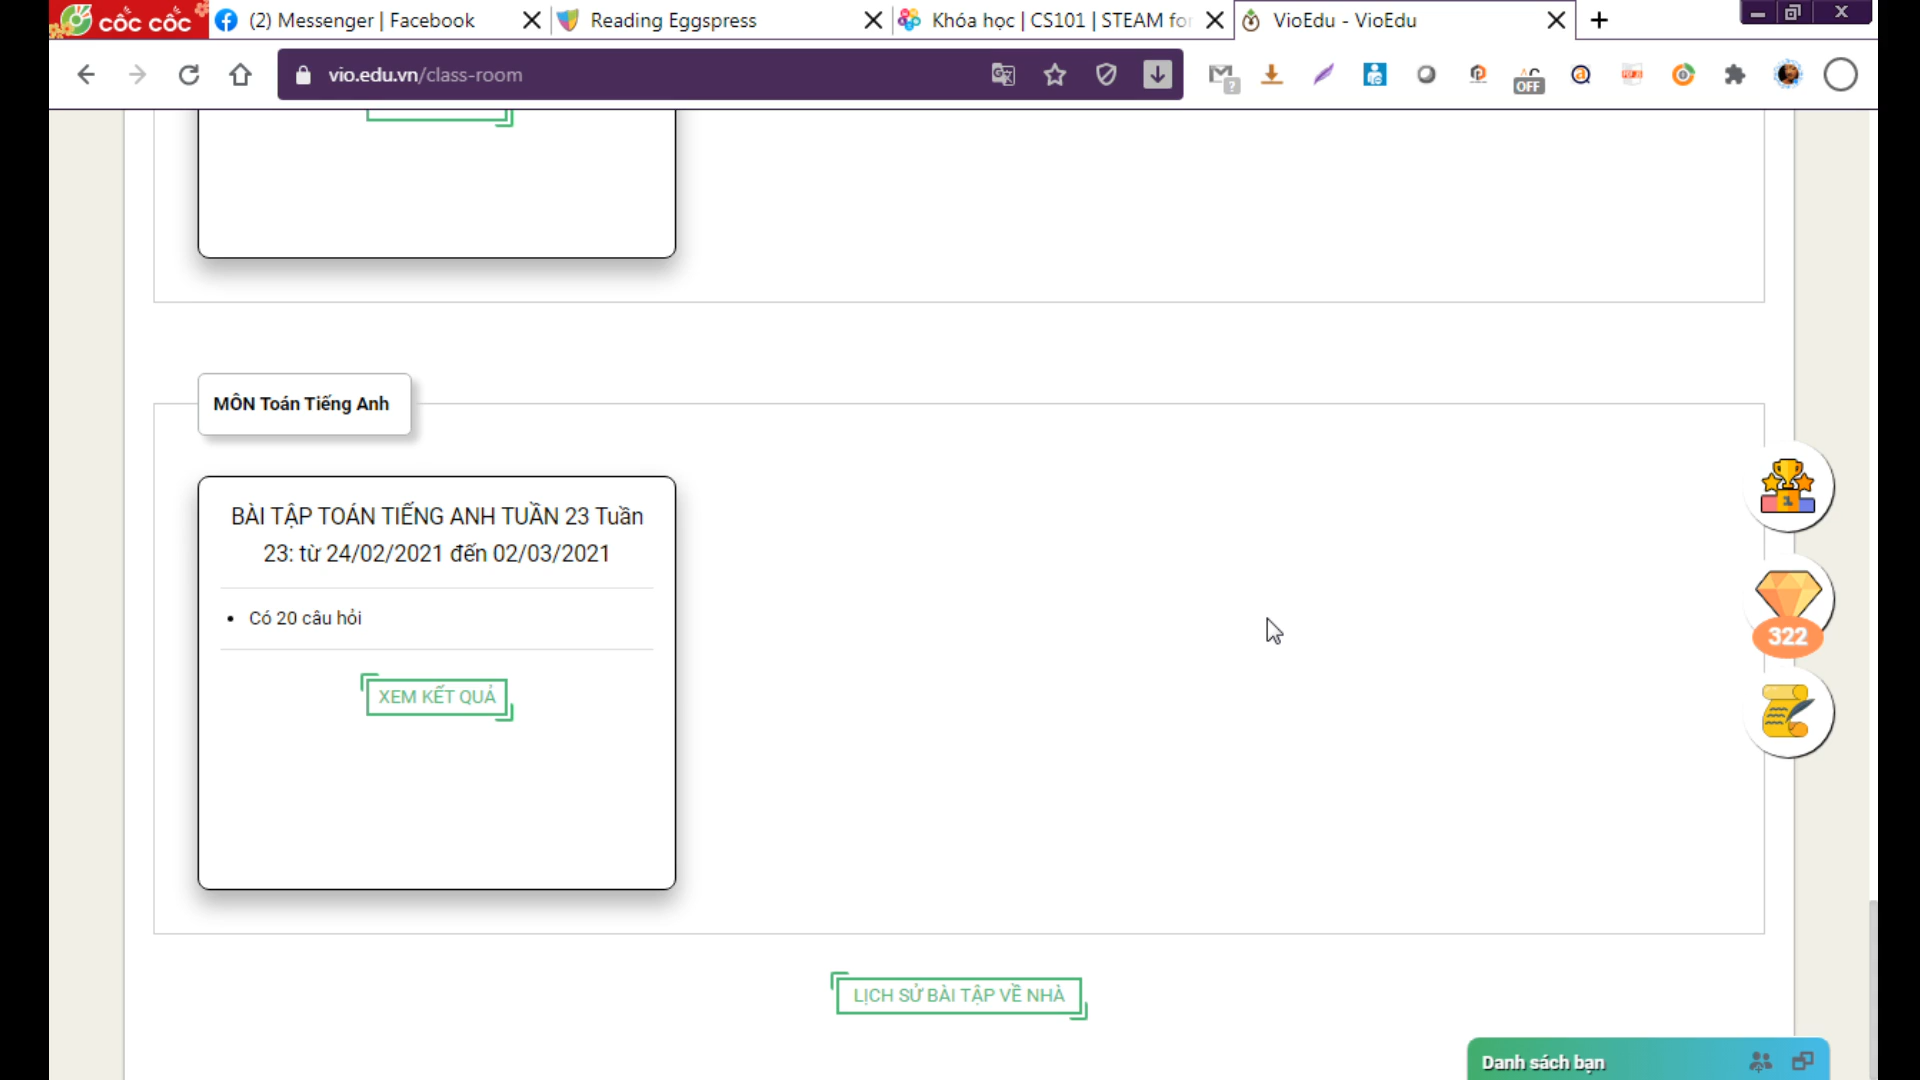 cốc cốc
(2) Messenger | Facebook
Reading Eggspress
Khóa học | CS101 | STEAM for
VioEdu - VioEdu
vio.edu.vn/class-room
OFF
MÔN Toán Tiếng Anh
BÀI TẬP TOÁN TIẾNG ANH TUẦN 23 Tuần
23: từ 24/02/2021 đến 02/03/2021
Có 20 câu hỏi
XEM KẾT QUẢ
1
322
LỊCH SỬ BÀI TẬP VỀ NHÀ
Danh sách bạn